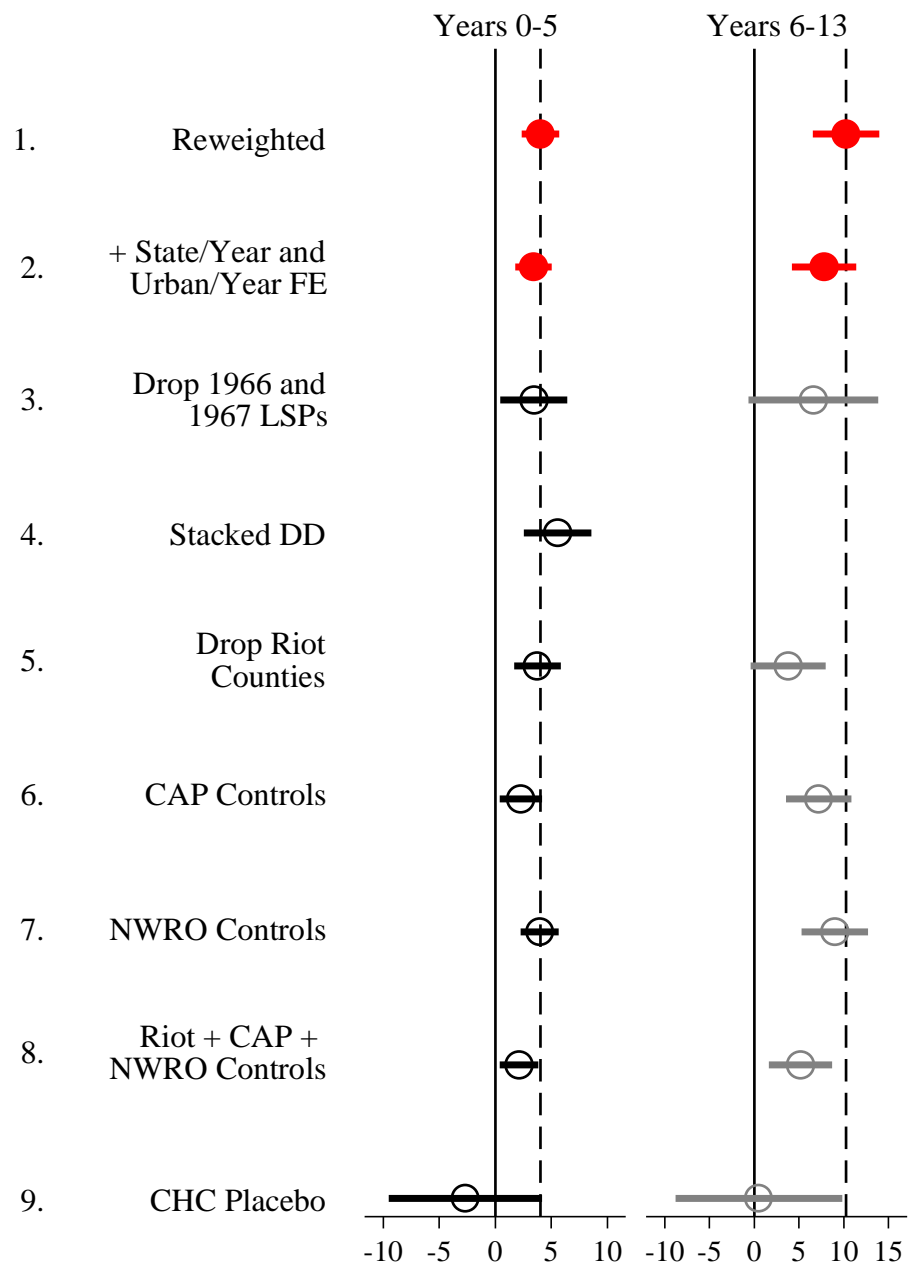 Years 0-5
Years 6-13
1. Reweighted
2. + State/Year and
Urban/Year FE
3. Drop 1966 and
1967 LSPs
4. Stacked DD
5. Drop Riot
Counties
6. CAP Controls
7. NWRO Controls
8. Riot + CAP +
NWRO Controls
9. CHC Placebo
-10 -5 0 5 10
-10 -5 0 5 10 15